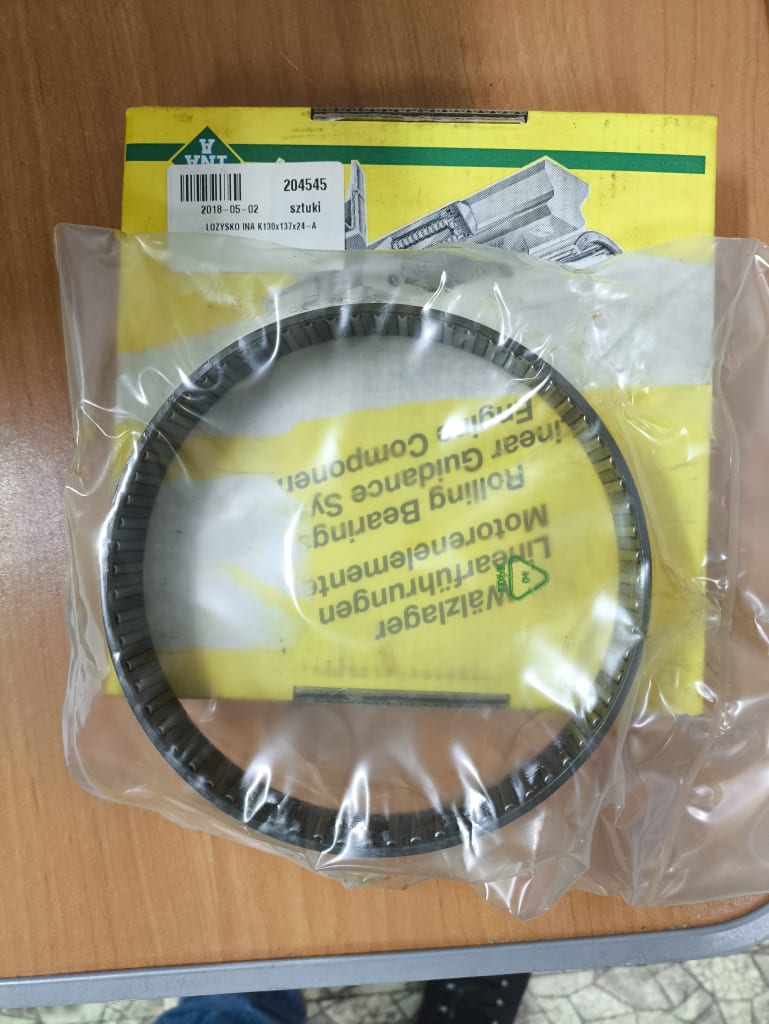 INA
204545
2018-05-02 sztuki
LOZYSKO INA K130x137x24-A
Wälzlager
Linearführungen
Motorenelemente
Rolling Bearings
Linear Guidance Sy
Engine Componen